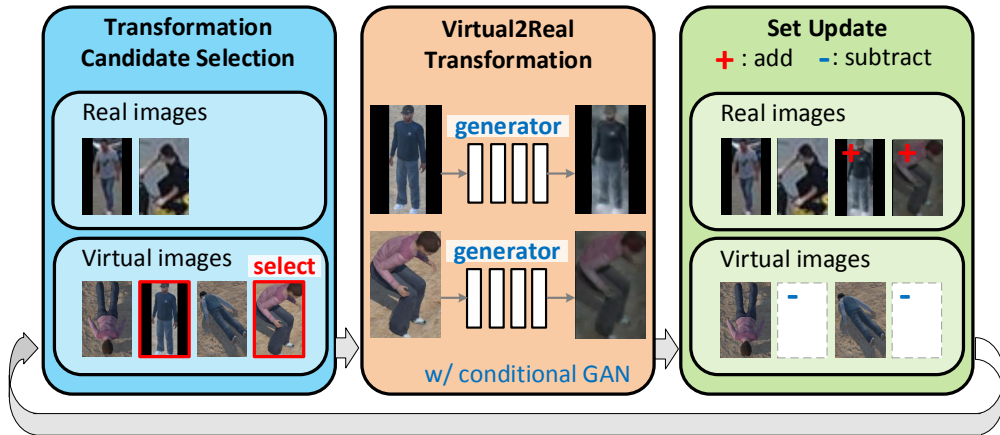 Transformation
Candidate Selection
Real images
Virtual images
select
Virtual2Real
Transformation
generator
generator
w/ conditional GAN
Set Update
+ : add -: subtract
Real images
+ +
Virtual images
- -